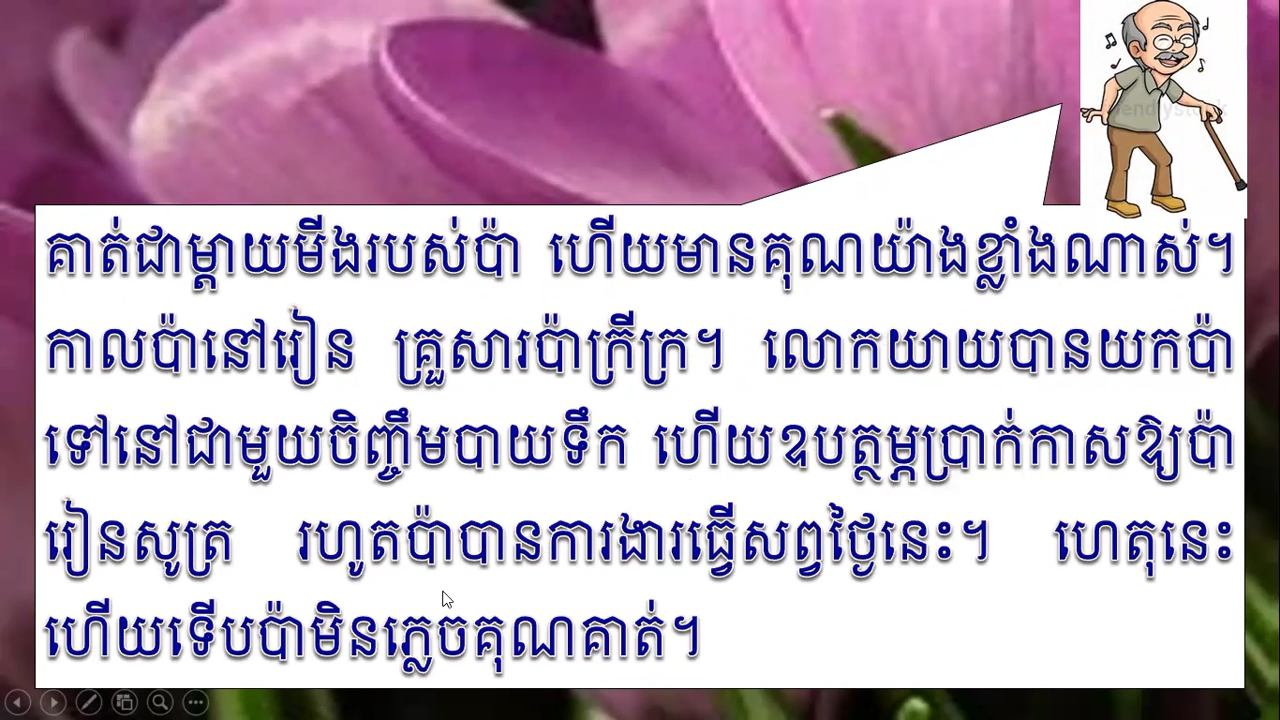 គាត់ជាម្ដាយមីងរបស់ប៉ា ហើយមានគុណយ៉ាងខ្លាំងណាស់។
កាលប៉ានៅរៀន គ្រួសារប៉ាក្រីក្រ។ លោកយាយបានយកប៉ា
ទៅនៅជាមួយចិញ្ចឹមបាយទឹក ហើយឧបត្ថម្ភប្រាក់កាសឱ្យប៉ា
រៀនសូត្រ រហូតប៉ាបានការងារធ្វើសព្វថ្ងៃនេះ។ ហេតុនេះ
ហើយទើបប៉ាមិនភ្លេចគុណគាត់។